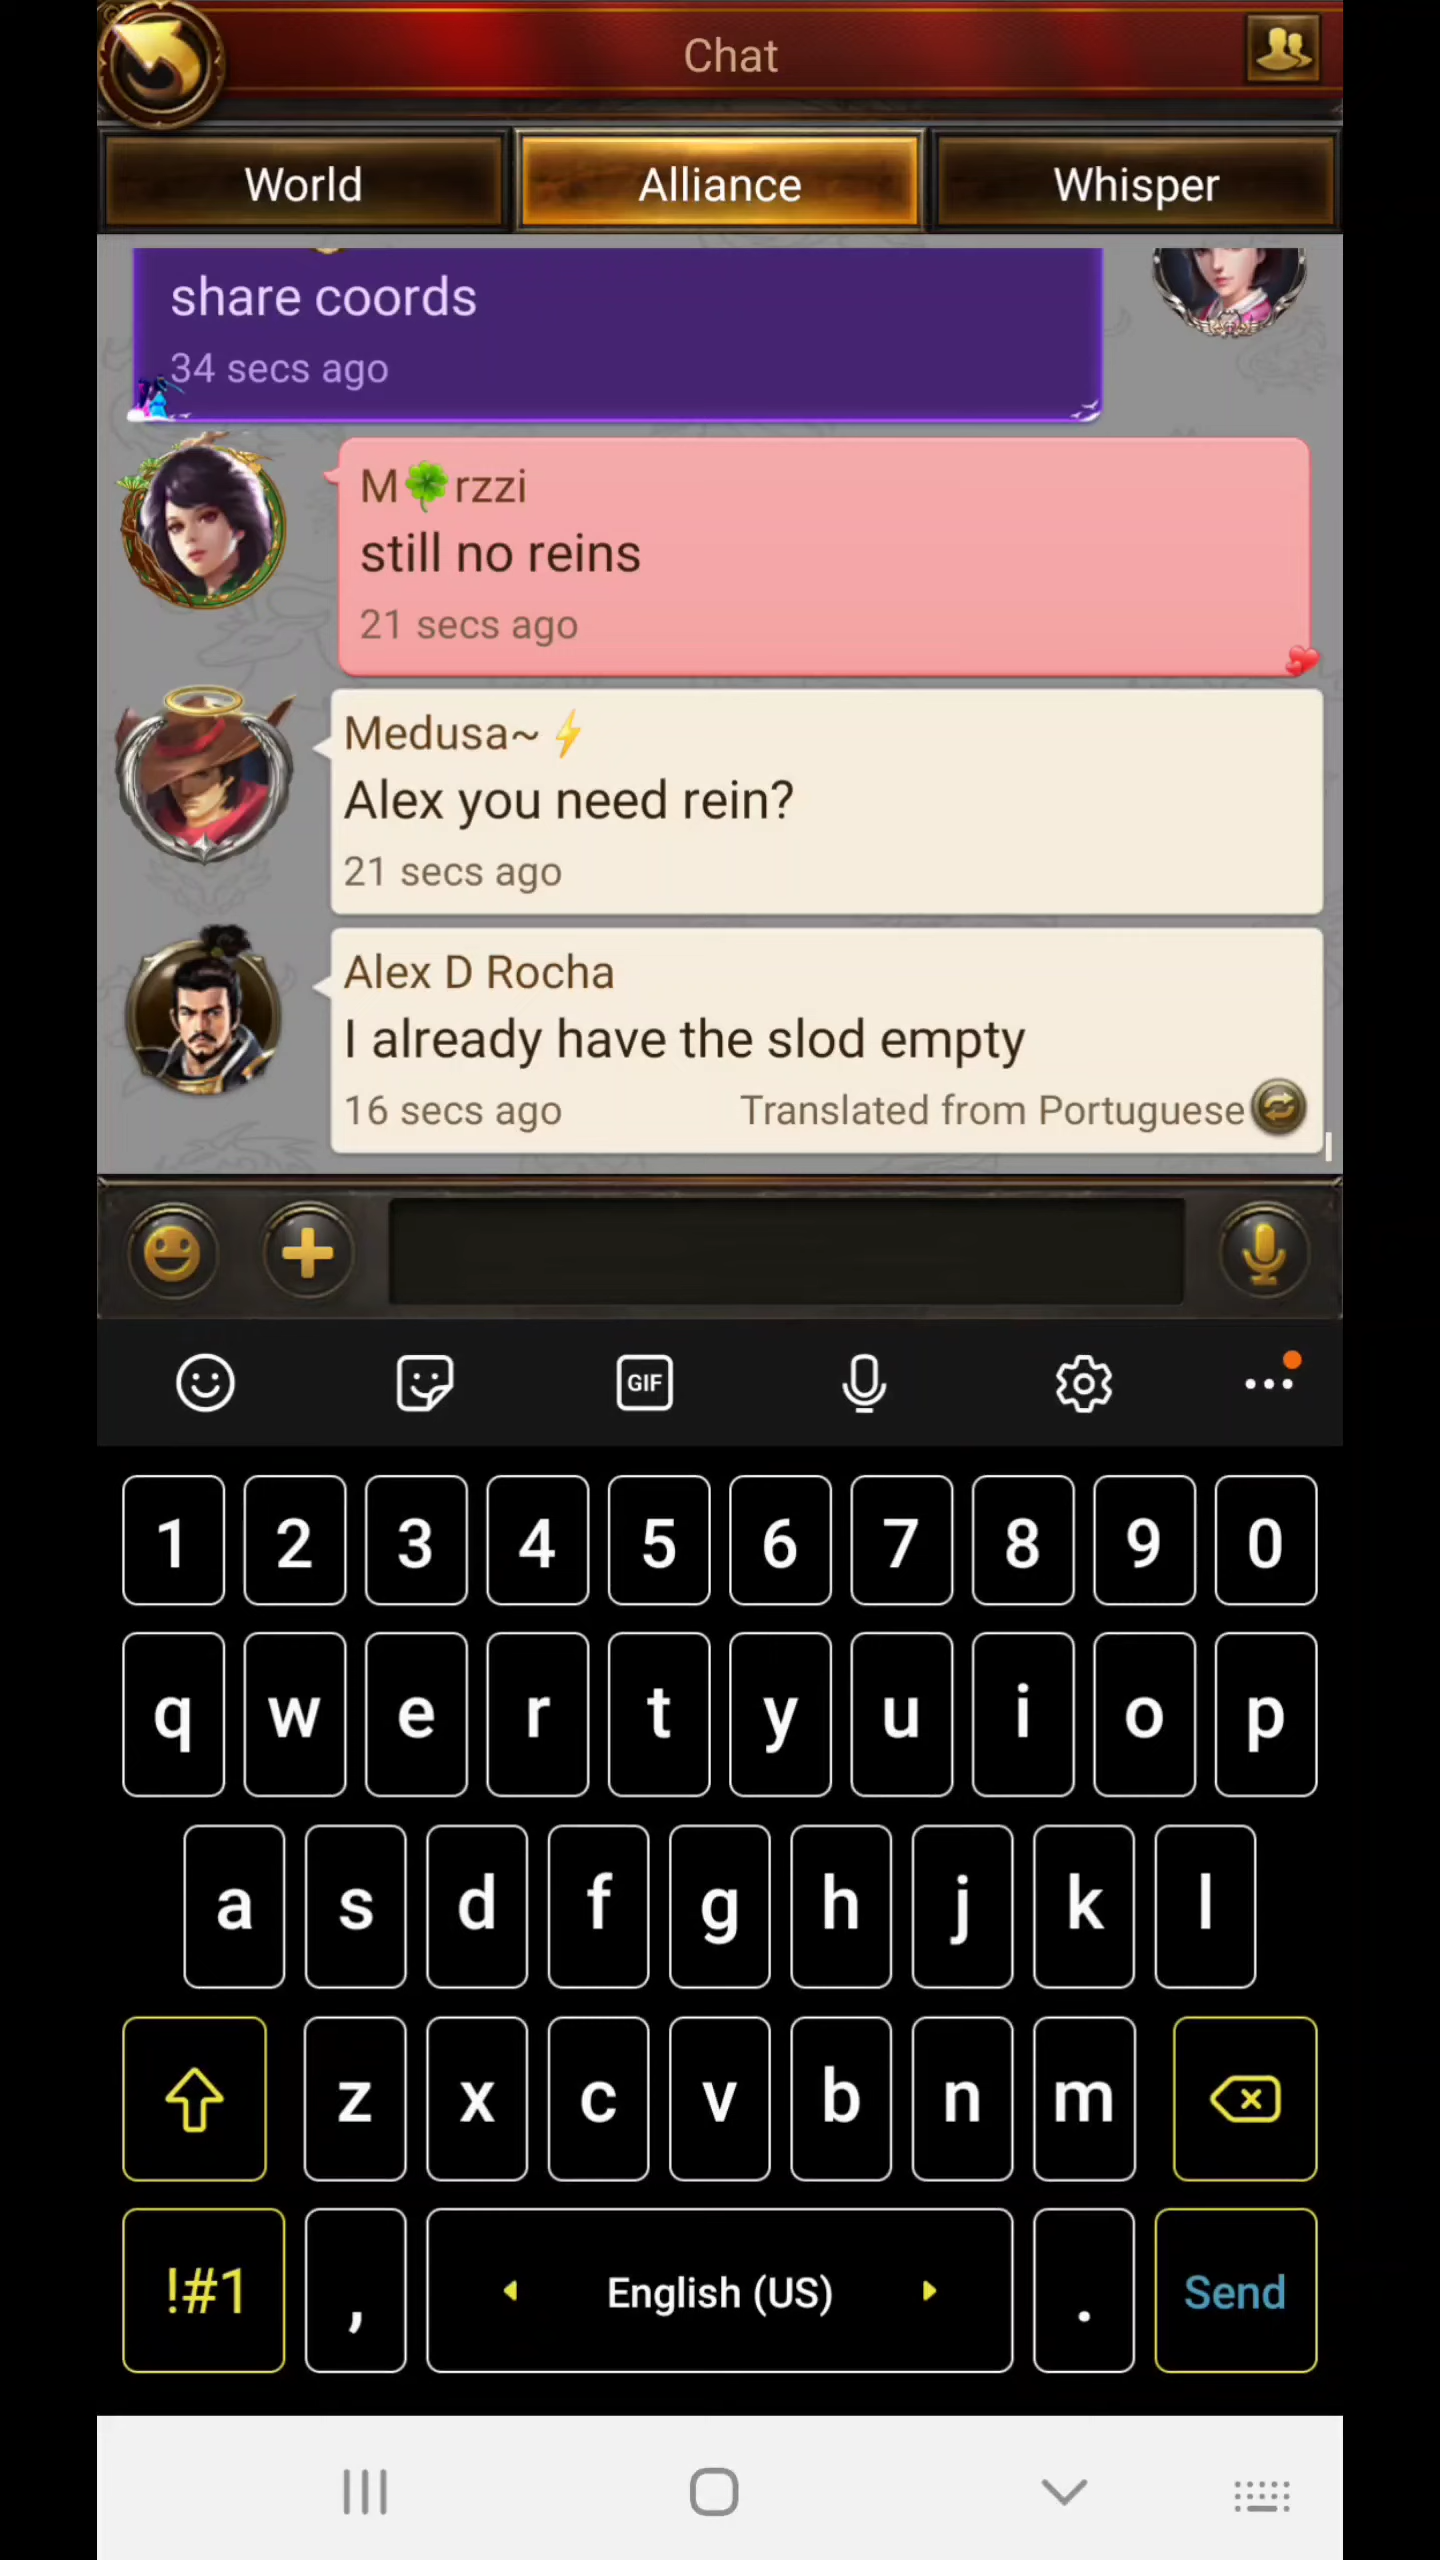 Chat
World
Alliance
Whisper
share coords
34 secs ago
M🍀rzzi
still no reins
21 secs ago
Medusa~⚡
Alex you need rein?
21 secs ago
Alex D Rocha
I already have the slod empty
16 secs ago Translated from Portuguese
GIF
1 2 3 4 5 6 7 8 9 0
q w e r t y u i o p
a s d f g h j k l
z x c v b n m
!#1 , English (US) . Send